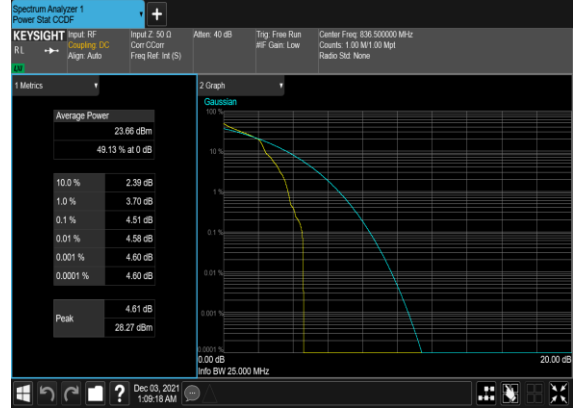 Spectrum Analyzer 1
Power Stat CCDF
+
KEYSIGHT
RL
Input: RF
Coupling: DC
Align: Auto
Input Z: 50 Ω
Corr CCorr
Freq Ref: Int (S)
Atten: 40 dB
Trig: Free Run
#IF Gain: Low
Center Freq: 836.500000 MHz
Counts: 1.00 M/1.00 Mpt
Radio Std: None
1 Metrics
Average Power
23.66 dBm
49.13 % at 0 dB
10.0 % 2.39 dB
1.0 % 3.70 dB
0.1 % 4.51 dB
0.01 % 4.58 dB
0.001 % 4.60 dB
0.0001 % 4.60 dB
Peak
4.61 dB
28.27 dBm
2 Graph
Gaussian
100 %
10 %
1 %
0.1 %
0.01 %
0.001 %
0.0001 %
0.00 dB
20.00 dB
Info BW 25.000 MHz
?
Dec 03, 2021
1:09:18 AM